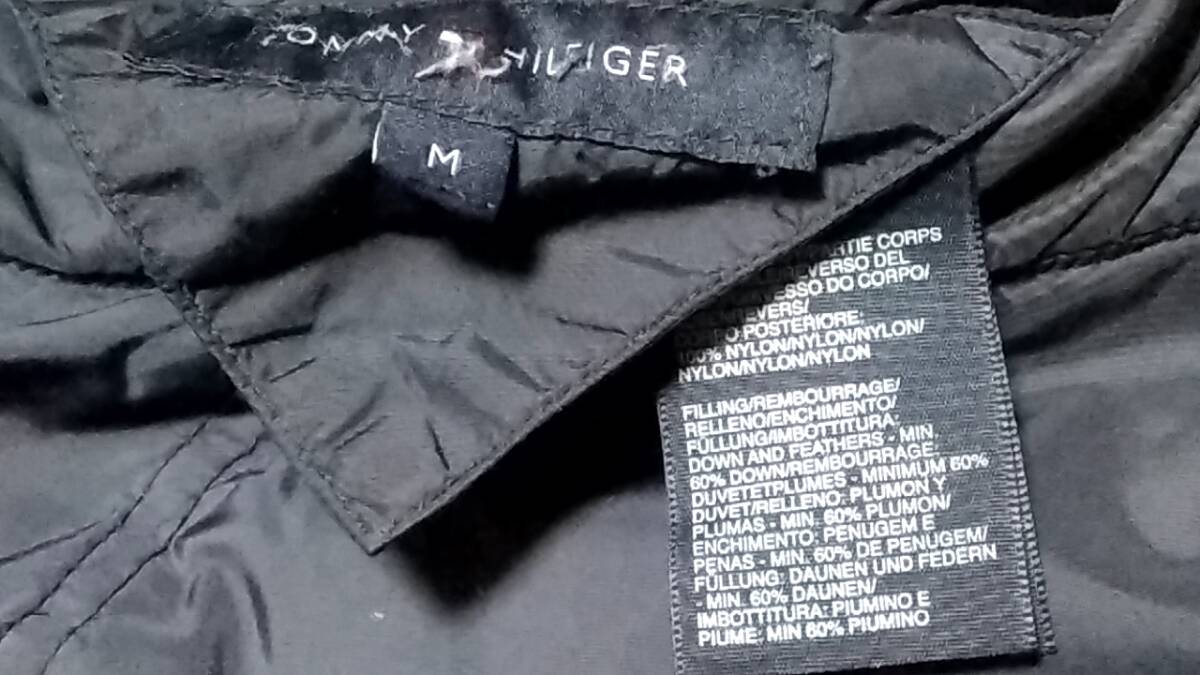 TOMMY HILFIGER
M
PARTIE CORPS
REVERSO DEL
DO CORPO/
REVERS/
POSTERIORE:
100% NYLON/NYLON/NYLON/
NYLON/NYLON/NYLON
FILLING/REMBOURRAGE/
RELLENO/ENCHIMENTO/
FÜLLUNG/IMBOTTITURA:
DOWN AND FEATHERS - MIN.
60% DOWN/REMBOURRAGE:
DUVETETPLUMES - MINIMUM 60%
DUVET/RELLENO: PLUMON Y
PLUMAS - MIN. 60% PLUMON/
ENCHIMENTO: PENUGEM E
PENAS - MIN. 60% DE PENUGEM/
FÜLLUNG: DAUNEN UND FEDERN
- MIN. 60% DAUNEN/
IMBOTTITURA: PIUMINO E
PIUME: MIN 60% PIUMINO